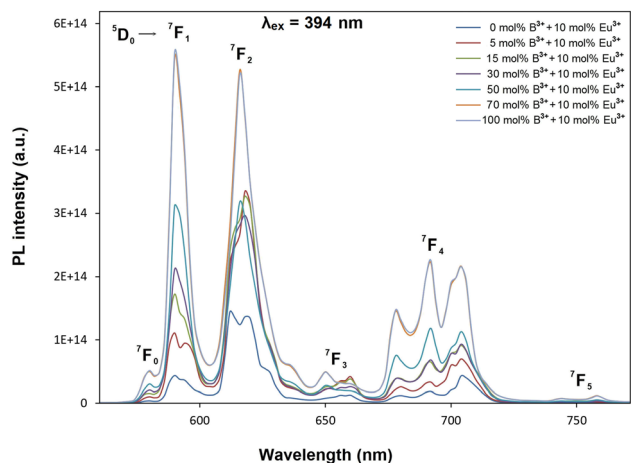 λex = 394 nm
⁵D₀ → ⁷F₁
⁷F₂
⁷F₀
⁷F₃
⁷F₄
⁷F₅
0 mol% B³⁺ + 10 mol% Eu³⁺
5 mol% B³⁺ + 10 mol% Eu³⁺
15 mol% B³⁺ + 10 mol% Eu³⁺
30 mol% B³⁺ + 10 mol% Eu³⁺
50 mol% B³⁺ + 10 mol% Eu³⁺
70 mol% B³⁺ + 10 mol% Eu³⁺
100 mol% B³⁺ + 10 mol% Eu³⁺
PL intensity (a.u.)
6E+14
5E+14
4E+14
3E+14
2E+14
1E+14
0
600
650
700
750
Wavelength (nm)